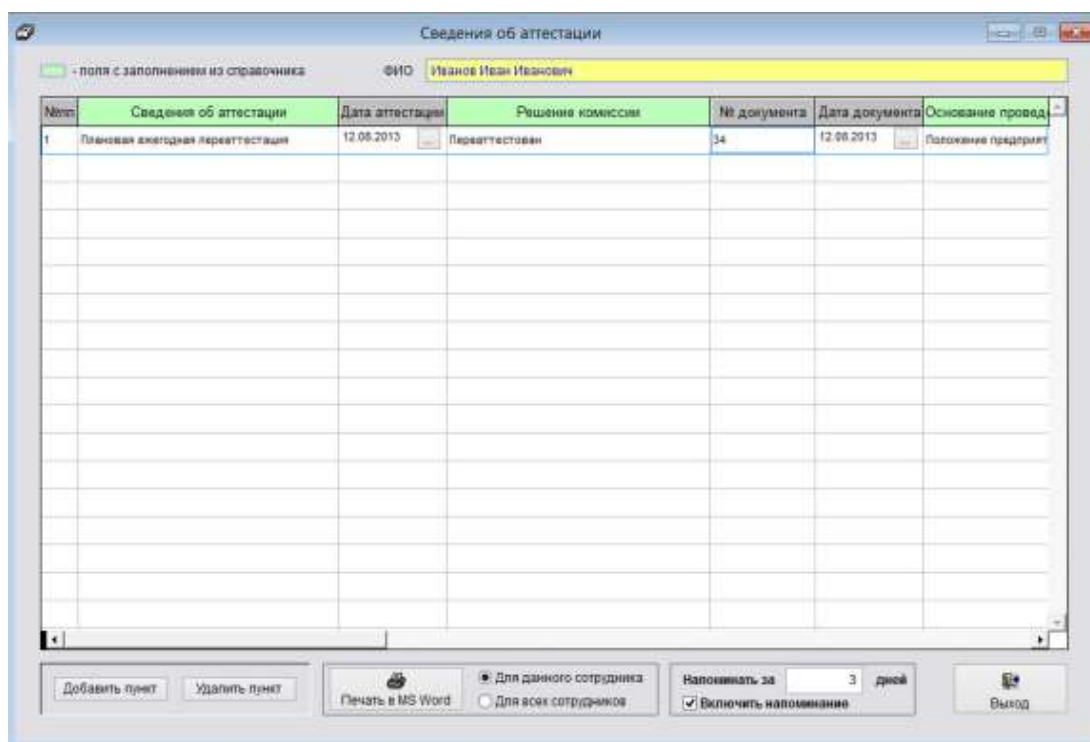 Сведения об аттестации
- поля с заполнением из справочника ФИО Иванов Иван Иванович
№пп Сведения об аттестации Дата аттестации Решение комиссии № документа Дата документа Основание провед
1 Плановая ежегодная переаттестация 12.08.2013 ... Переаттестован 34 12.08.2013 ... Положение предприят
Добавить пункт Удалить пункт Печать в MS Word Для данного сотрудника Для всех сотрудников Напоминать за 3 дней Включить напоминание Выход